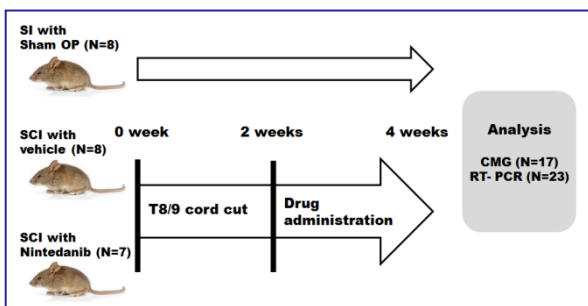 SI with
Sham OP (N=8)
SCI with
vehicle (N=8)
SCI with
Nintedanib (N=7)
0 week
2 weeks
4 weeks
T8/9 cord cut
Drug
administration
Analysis
CMG (N=17)
RT- PCR (N=23)